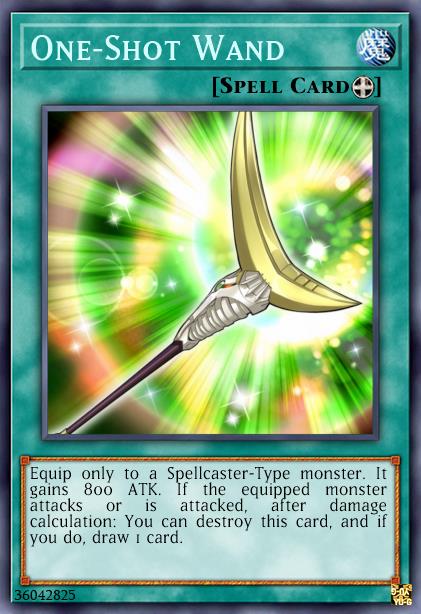 One-Shot Wand
[Spell Card]
Equip only to a Spellcaster-Type monster. It
gains 800 ATK. If the equipped monster
attacks or is attacked, after damage
calculation: You can destroy this card, and if
you do, draw 1 card.
36042825